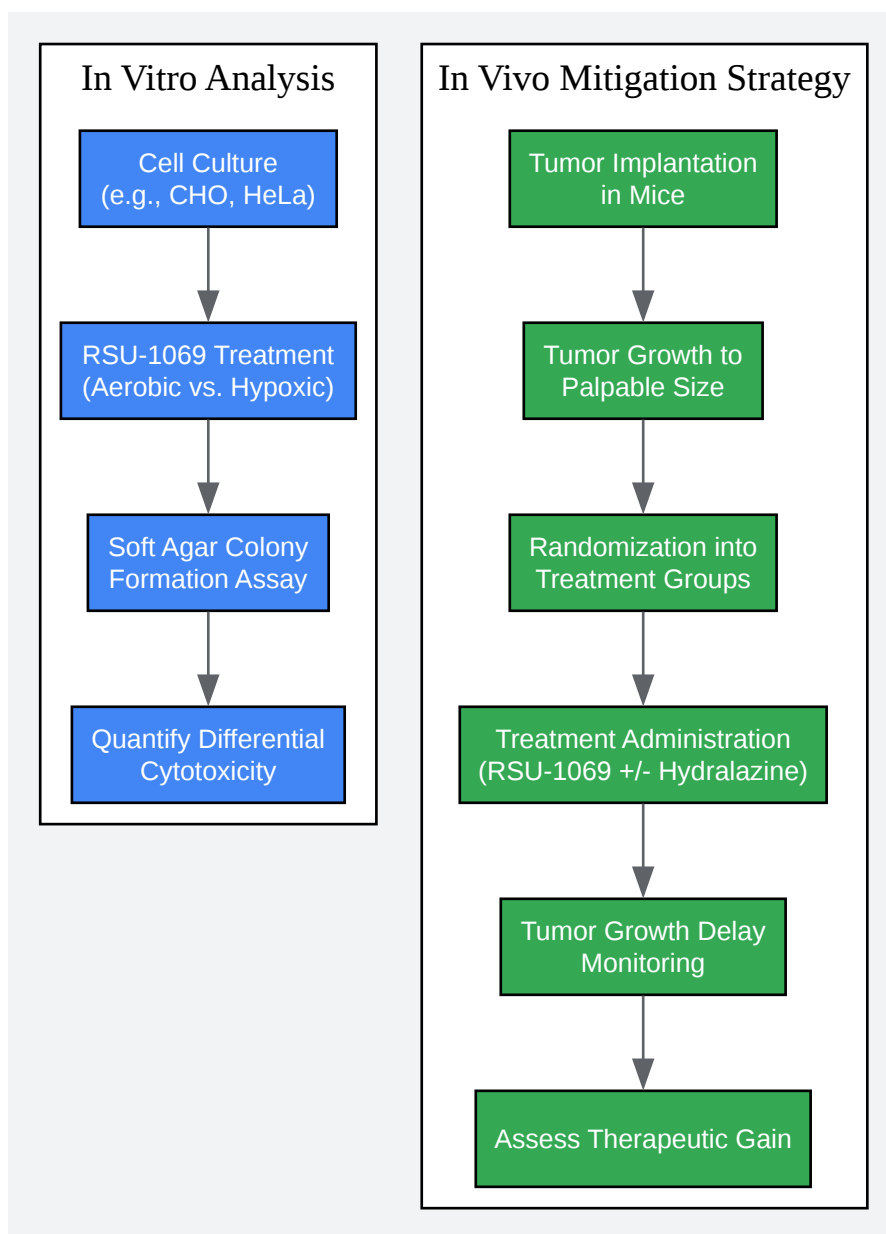 In Vitro Analysis
Cell Culture
(e.g., CHO, HeLa)
RSU-1069 Treatment
(Aerobic vs. Hypoxic)
Soft Agar Colony
Formation Assay
Quantify Differential
Cytotoxicity
In Vivo Mitigation Strategy
Tumor Implantation
in Mice
Tumor Growth to
Palpable Size
Randomization into
Treatment Groups
Treatment Administration
(RSU-1069 +/- Hydralazine)
Tumor Growth Delay
Monitoring
Assess Therapeutic Gain